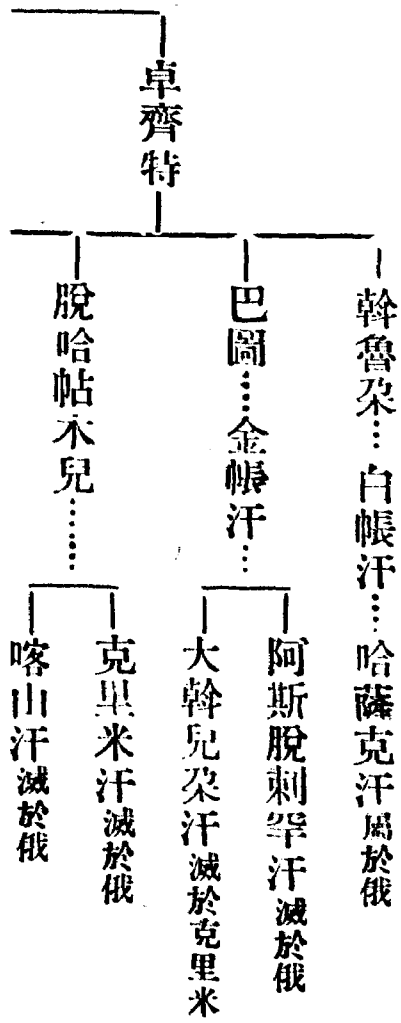 卓齊特
斡魯朶…白帳汗…哈薩克汗屬於俄
巴圖……金帳汗…
阿斯脫剌罕汗滅於俄
大斡兒朶汗滅於克里米
脫哈帖木兒……
克里米汗滅於俄
喀山汗滅於俄